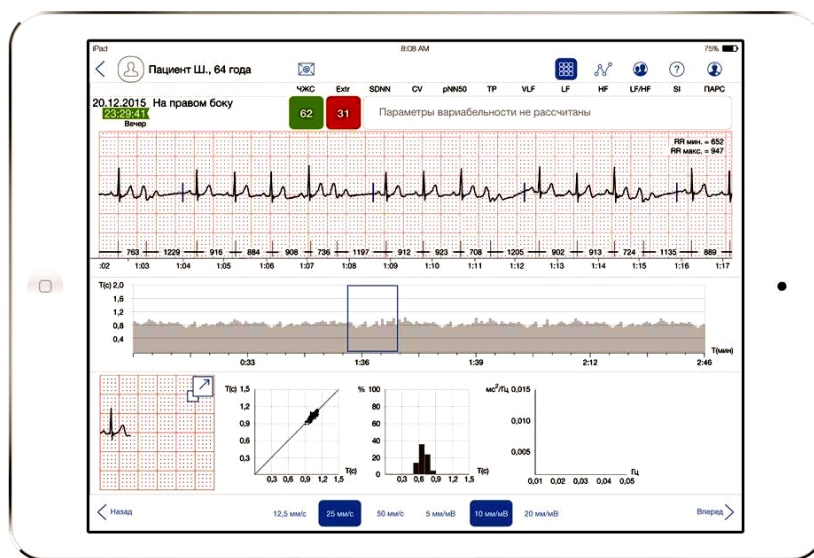 iPad 8:08 AM 75%
Пациент Ш., 64 года
ЧЖС Extr SDNN CV pNN50 TP VLF LF HF LF/HF SI ПАРС
20.12.2015 На правом боку
23:29:41
Вечер
62 31 Параметры вариабельности не рассчитаны
RR мин. = 652
RR макс. = 947
763 1229 916 884 908 736 1197 912 923 708 1205 902 913 724 1135 889
:02 1:03 1:04 1:05 1:06 1:07 1:08 1:09 1:10 1:11 1:12 1:13 1:14 1:15 1:16 1:17
T(c) 2,0
1,6
1,2
0,8
0,4
T(мин)
0:33 1:36 1:39 2:12 2:46
T(c) 1,5
1,2
0,9
0,6
0,3
T(c)
0,3 0,6 0,9 1,2 1,5
% 100
80
60
40
20
0
T(c)
0,3 0,6 0,9 1,2 1,5
мс²/Гц 0,015
0,010
0,005
Гц
0,01 0,02 0,03 0,04 0,05
Назад 12,5 мм/с 25 мм/с 50 мм/с 5 мм/мВ 10 мм/мВ 20 мм/мВ Вперед